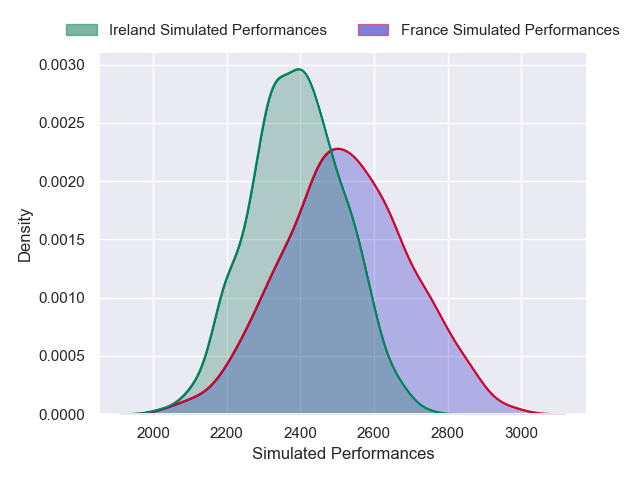 Ireland Simulated Performances France Simulated Performances
0.0030
0.0025
0.0020
0.0015
0.0010
0.0005
0.0000
Density
2000 2200 2400 2600 2800 3000
Simulated Performances